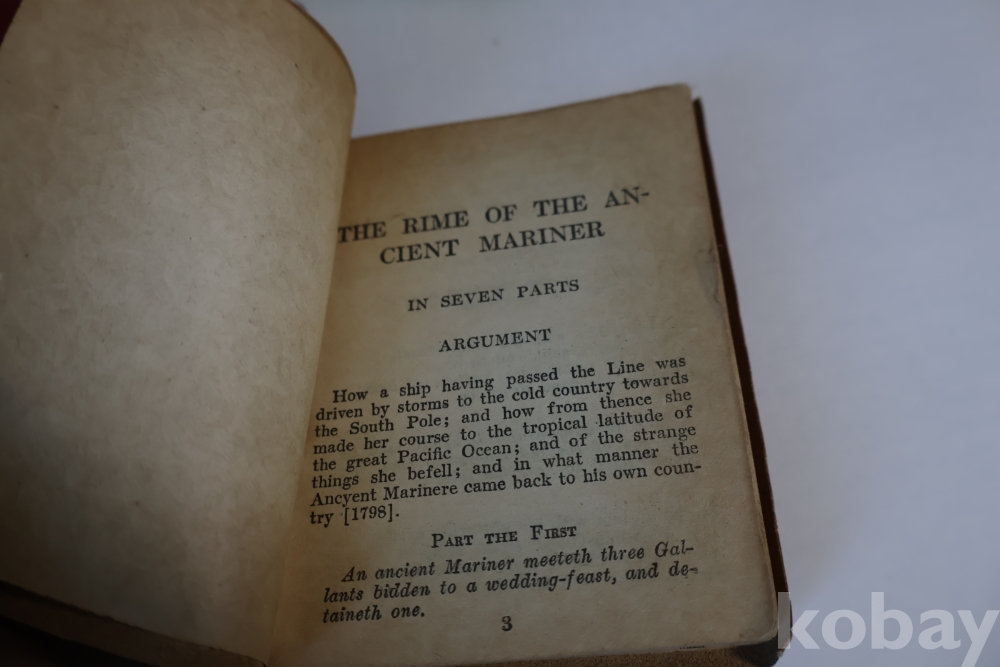 THE RIME OF THE AN-
CIENT MARINER
IN SEVEN PARTS
ARGUMENT
How a ship having passed the Line was
driven by storms to the cold country towards
the South Pole; and how from thence she
made her course to the tropical latitude of
the great Pacific Ocean; and of the strange
things she befell; and in what manner the
Ancyent Marinere came back to his own coun-
try [1798].
PART THE FIRST
An ancient Mariner meeteth three Gal-
lants bidden to a wedding-feast, and de-
taineth one.
3
kobay